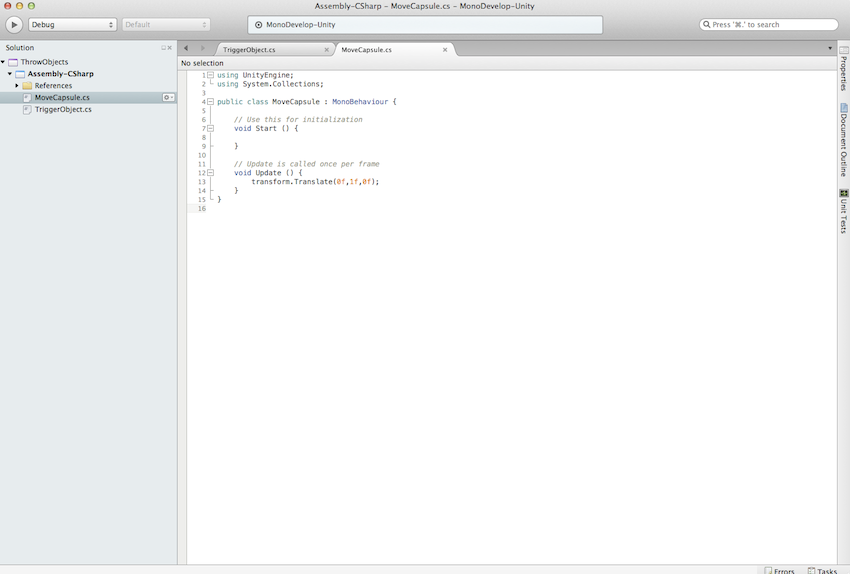 Assembly-CSharp – MoveCapsule.cs – MonoDevelop-Unity
Debug
Default
MonoDevelop-Unity
Press '⌘.' to search
Solution
ThrowObjects
Assembly-CSharp
References
MoveCapsule.cs
TriggerObject.cs
TriggerObject.cs
MoveCapsule.cs
No selection
1 using UnityEngine;
2 using System.Collections;
3
4 public class MoveCapsule : MonoBehaviour {
5
6 // Use this for initialization
7 void Start () {
8
9 }
10
11 // Update is called once per frame
12 void Update () {
13 transform.Translate(0f,1f,0f);
14 }
15 }
16
Properties
Document Outline
Unit Tests
Errors
Tasks